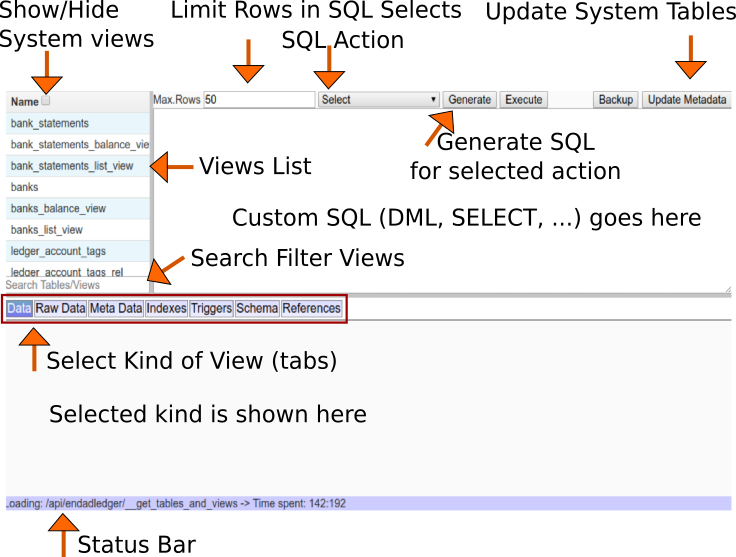 Show/Hide
System views
Limit Rows in SQL Selects
SQL Action
Update System Tables
Name
Max.Rows 50 Select Generate Execute Backup Update Metadata
bank_statements
bank_statements_balance_vie
bank_statements_list_view
banks
banks_balance_view
banks_list_view
ledger_account_tags
ledger_account_tags_rel
Search Tables/Views
Generate SQL
for selected action
Views List
Custom SQL (DML, SELECT, ...) goes here
Search Filter Views
Data Raw Data Meta Data Indexes Triggers Schema References
Select Kind of View (tabs)
Selected kind is shown here
Loading: /api/endadledger/__get_tables_and_views -> Time spent: 142:192
Status Bar